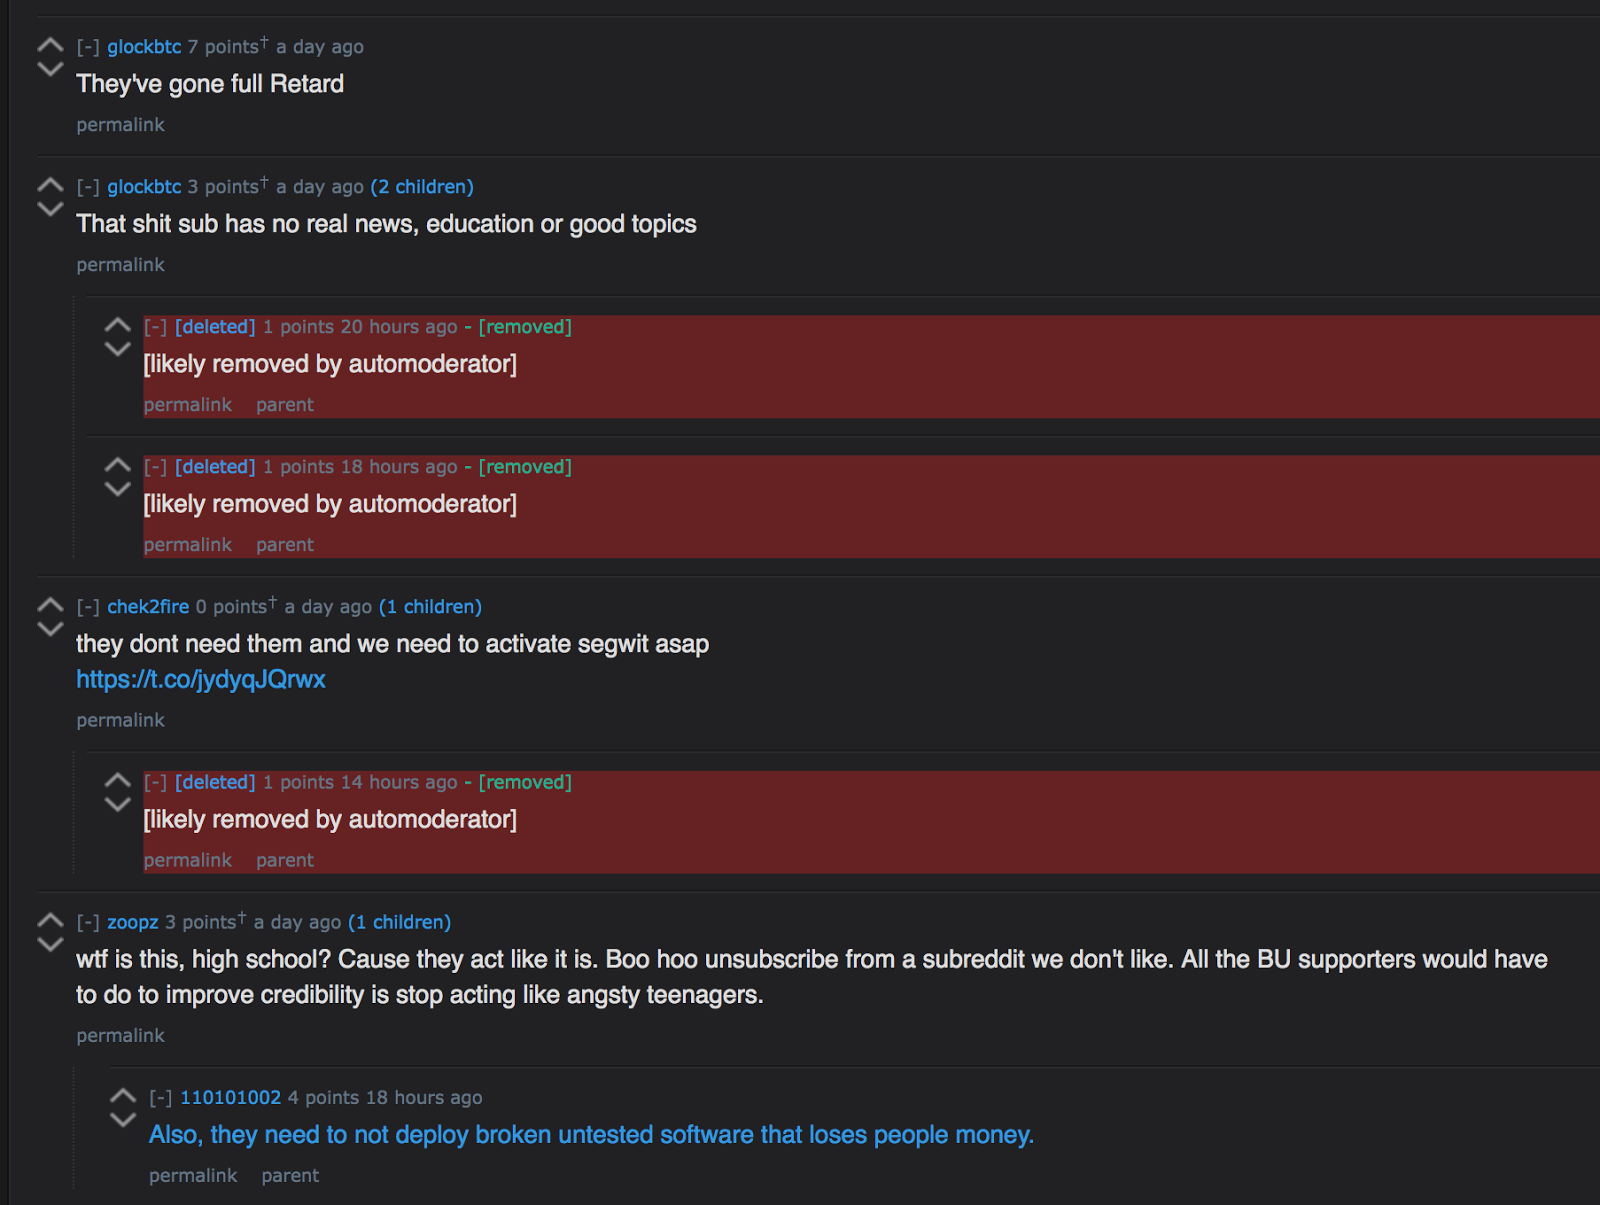 [-] glockbtc 7 points† a day ago
They've gone full Retard
permalink
[-] glockbtc 3 points† a day ago (2 children)
That shit sub has no real news, education or good topics
permalink
[-] [deleted] 1 points 20 hours ago - [removed]
[likely removed by automoderator]
permalink parent
[-] [deleted] 1 points 18 hours ago - [removed]
[likely removed by automoderator]
permalink parent
[-] chek2fire 0 points† a day ago (1 children)
they dont need them and we need to activate segwit asap
https://t.co/jydyqJQrwx
permalink
[-] [deleted] 1 points 14 hours ago - [removed]
[likely removed by automoderator]
permalink parent
[-] zoopz 3 points† a day ago (1 children)
wtf is this, high school? Cause they act like it is. Boo hoo unsubscribe from a subreddit we don't like. All the BU supporters would have
to do to improve credibility is stop acting like angsty teenagers.
permalink
[-] 110101002 4 points 18 hours ago
Also, they need to not deploy broken untested software that loses people money.
permalink parent